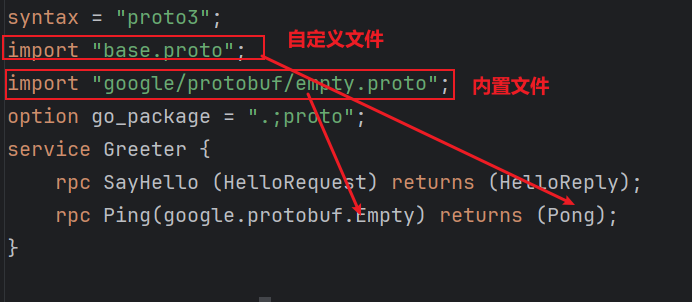 syntax = "proto3";
import "base.proto"; 自定义文件
import "google/protobuf/empty.proto"; 内置文件
option go_package = ".;proto";
service Greeter {
    rpc SayHello (HelloRequest) returns (HelloReply);
    rpc Ping(google.protobuf.Empty) returns (Pong);
}